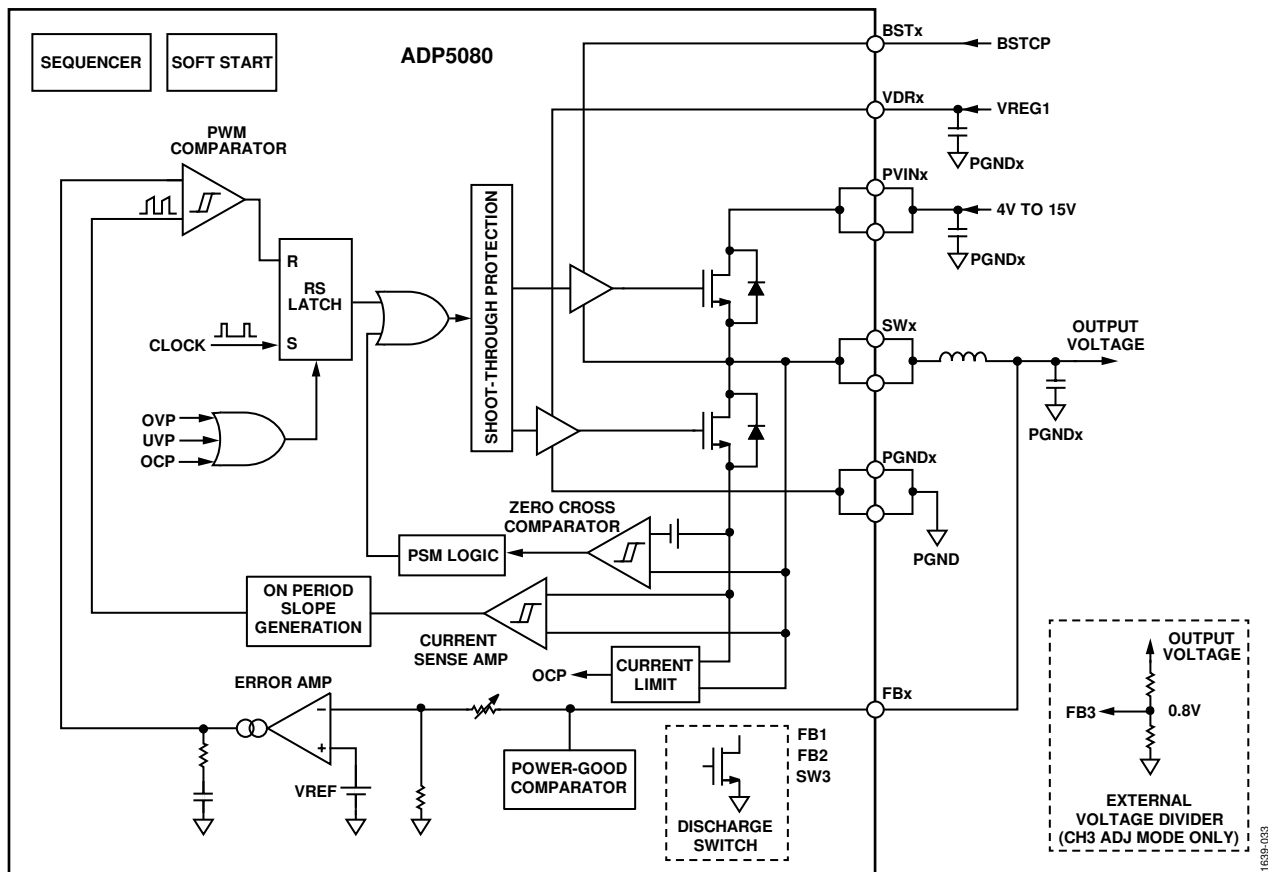 SEQUENCER
SOFT START
ADP5080
BSTx
BSTCP
VDRx
VREG1
PGNDx
PWM
COMPARATOR
PVINx
4V TO 15V
PGNDx
SHOOT-THROUGH PROTECTION
R
RS
LATCH
S
CLOCK
SWx
OUTPUT
VOLTAGE
PGNDx
OVP
UVP
OCP
PGNDx
PGND
ZERO CROSS
COMPARATOR
PSM LOGIC
ON PERIOD
SLOPE
GENERATION
CURRENT
SENSE AMP
OCP
CURRENT
LIMIT
ERROR AMP
FBx
−
+
VREF
POWER-GOOD
COMPARATOR
FB1
FB2
SW3
DISCHARGE
SWITCH
OUTPUT
VOLTAGE
FB3
0.8V
EXTERNAL
VOLTAGE DIVIDER
(CH3 ADJ MODE ONLY)
1639-033